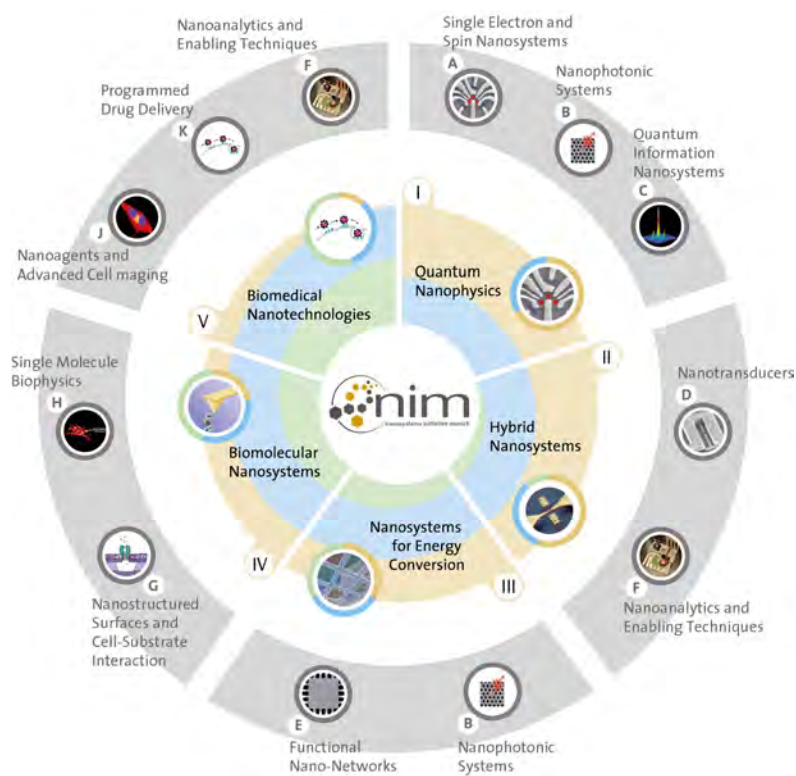 Nanoanalytics and
Enabling Techniques
F
Single Electron and
Spin Nanosystems
A
Programmed
Drug Delivery
K
Nanophotonic
Systems
B
Quantum
Information
Nanosystems
C
J
Nanoagents and
Advanced Cell maging
I
Quantum
Nanophysics
Biomedical
Nanotechnologies
V
II
Single Molecule
Biophysics
H
Nanotransducers
D
nim
nanosystems initiative munich
Hybrid
Nanosystems
Biomolecular
Nanosystems
Nanosystems
for Energy
Conversion
IV
III
G
Nanostructured
Surfaces and
Cell-Substrate
Interaction
F
Nanoanalytics and
Enabling Techniques
E
Functional
Nano-Networks
B
Nanophotonic
Systems